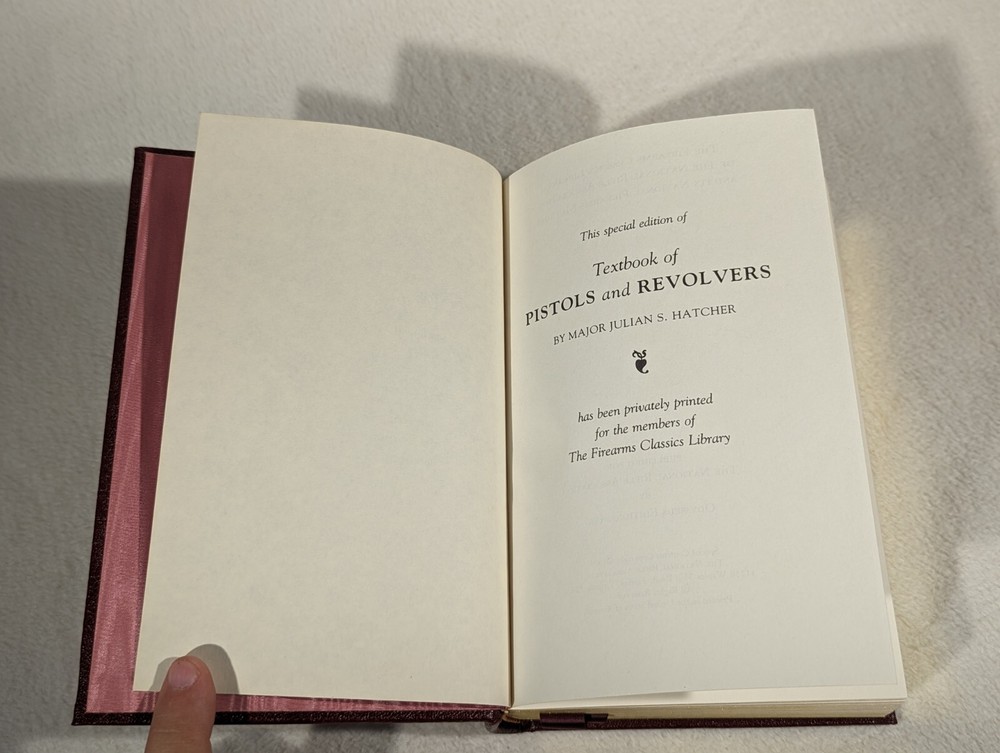 This special edition of
Textbook of
PISTOLS and REVOLVERS
BY MAJOR JULIAN S. HATCHER
has been privately printed
for the members of
The Firearms Classics Library